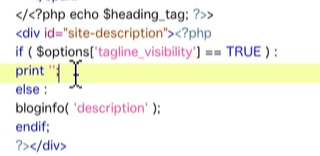 </<?php echo $heading_tag; ?>>
<div id="site-description"><?php
if ( $options['tagline_visibility'] == TRUE ) :
print '';
else :
bloginfo( 'description' );
endif;
?></div>